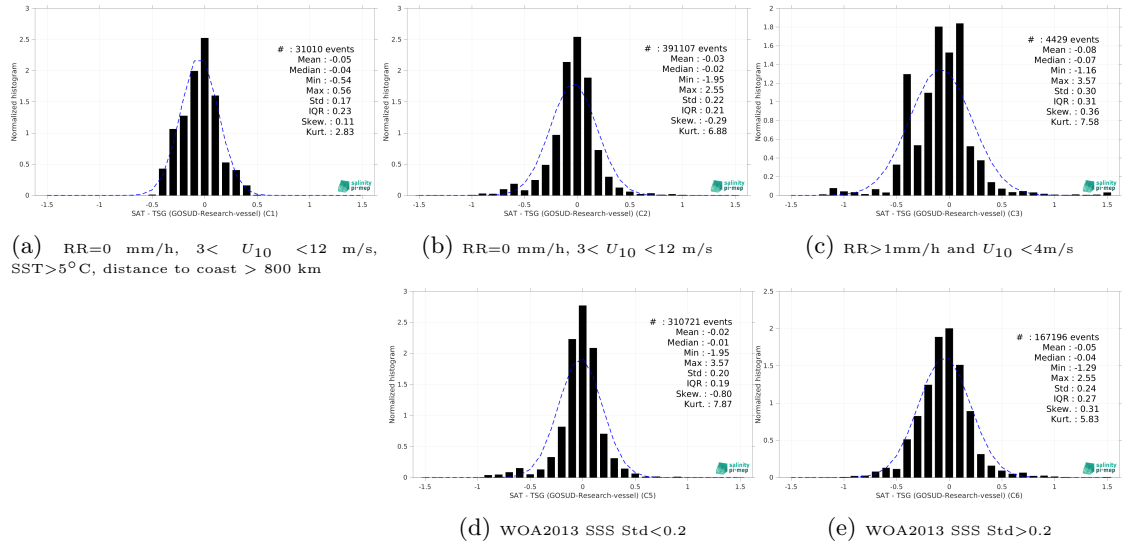 Normalized histogram
3
2.5
2
1.5
1
0.5
0
-1.5 -1 -0.5 0 0.5 1 1.5
SAT - TSG (GOSUD-Research-vessel) (C1)
# : 31010 events
Mean : -0.05
Median : -0.04
Min : -0.54
Max : 0.56
Std : 0.17
IQR : 0.23
Skew. : 0.11
Kurt. : 2.83
salinity
pi-mep
(a) RR=0 mm/h, 3< U10 <12 m/s,
SST>5°C, distance to coast > 800 km
Normalized histogram
3
2.5
2
1.5
1
0.5
0
-1.5 -1 -0.5 0 0.5 1 1.5
SAT - TSG (GOSUD-Research-vessel) (C2)
# : 391107 events
Mean : -0.03
Median : -0.02
Min : -1.95
Max : 2.55
Std : 0.22
IQR : 0.21
Skew. : -0.29
Kurt. : 6.88
salinity
pi-mep
(b) RR=0 mm/h, 3< U10 <12 m/s
Normalized histogram
2
1.8
1.6
1.4
1.2
1
0.8
0.6
0.4
0.2
0
-1.5 -1 -0.5 0 0.5 1 1.5
SAT - TSG (GOSUD-Research-vessel) (C3)
# : 4429 events
Mean : -0.08
Median : -0.07
Min : -1.16
Max : 3.57
Std : 0.30
IQR : 0.31
Skew. : 0.36
Kurt. : 7.58
salinity
pi-mep
(c) RR>1mm/h and U10 <4m/s
Normalized histogram
3
2.5
2
1.5
1
0.5
0
-1.5 -1 -0.5 0 0.5 1 1.5
SAT - TSG (GOSUD-Research-vessel) (C5)
# : 310721 events
Mean : -0.02
Median : -0.01
Min : -1.95
Max : 3.57
Std : 0.20
IQR : 0.19
Skew. : -0.80
Kurt. : 7.87
salinity
pi-mep
(d) WOA2013 SSS Std<0.2
Normalized histogram
2.5
2
1.5
1
0.5
0
-1.5 -1 -0.5 0 0.5 1 1.5
SAT - TSG (GOSUD-Research-vessel) (C6)
# : 167196 events
Mean : -0.05
Median : -0.04
Min : -1.29
Max : 2.55
Std : 0.24
IQR : 0.27
Skew. : 0.31
Kurt. : 5.83
salinity
pi-mep
(e) WOA2013 SSS Std>0.2